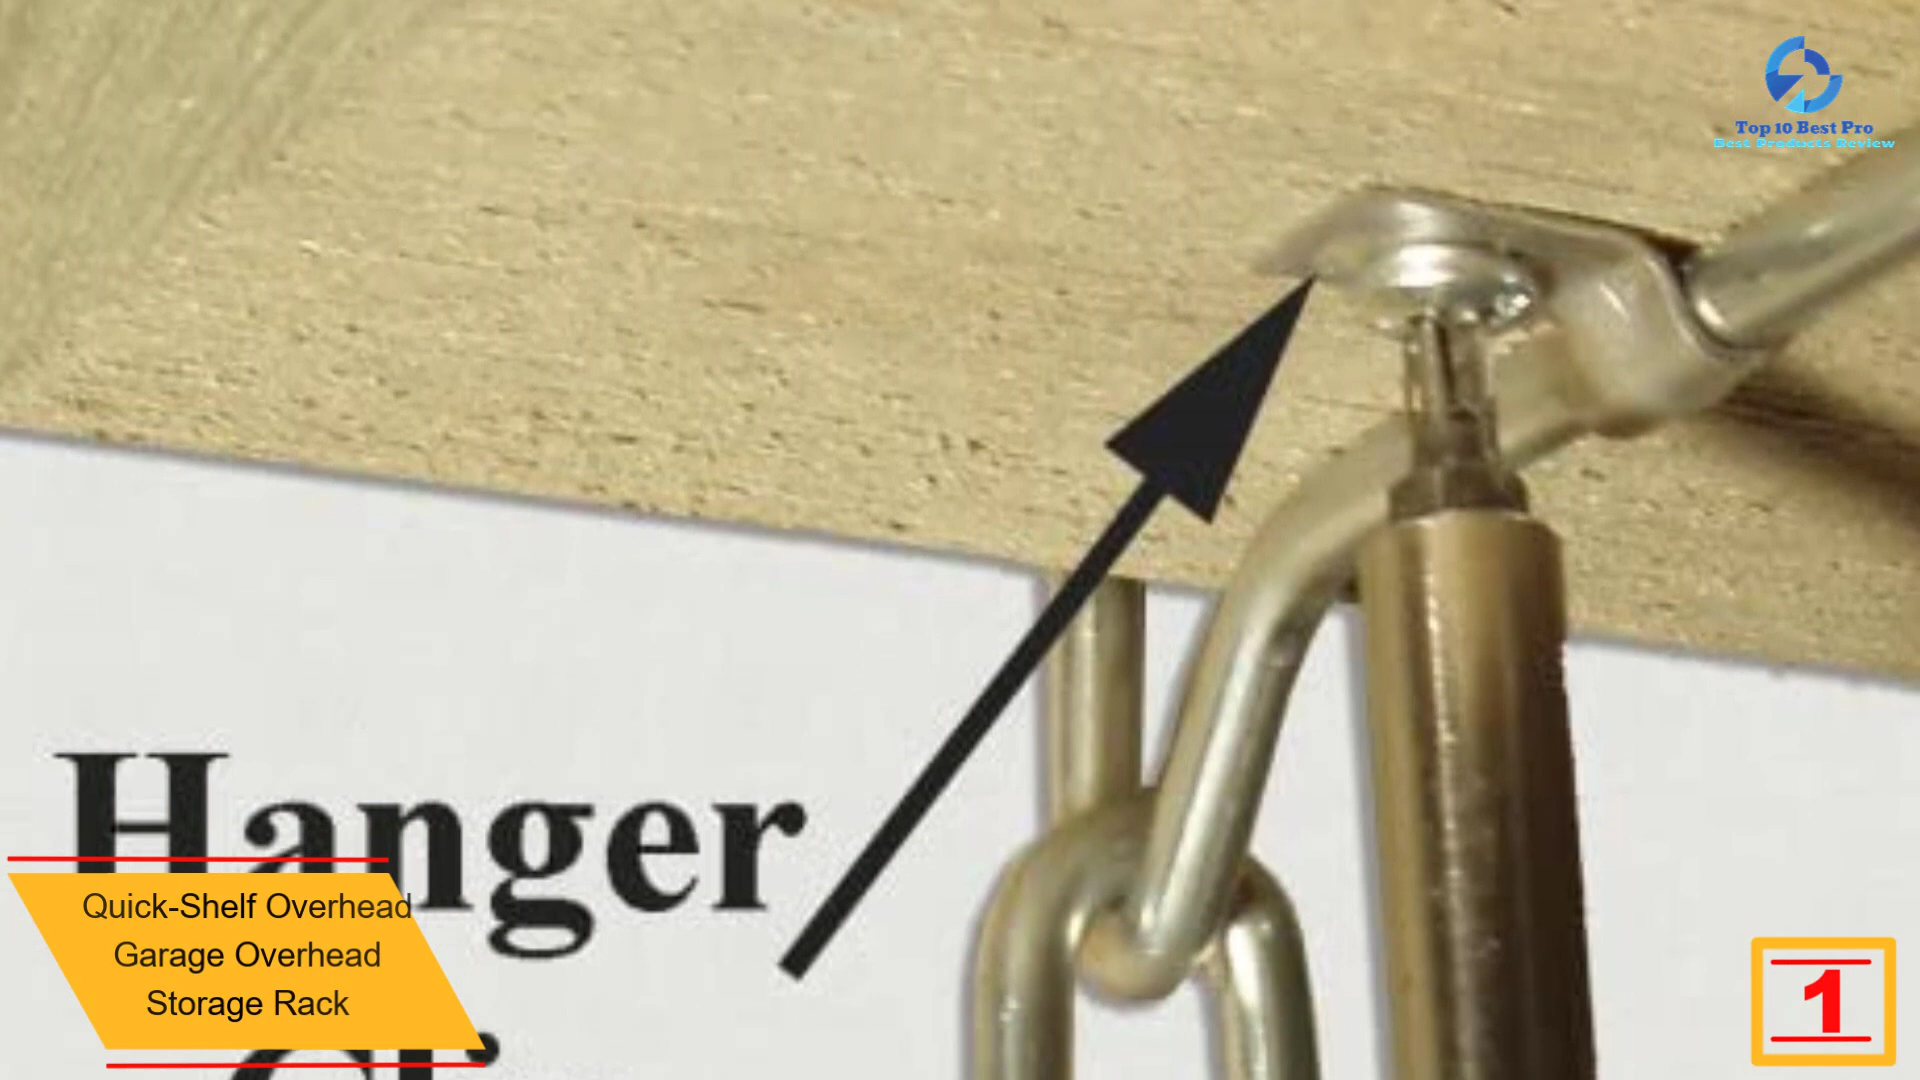 Top 10 Best Pro
Best Products Review
Hanger
Quick-Shelf Overhead
Garage Overhead
Storage Rack
1